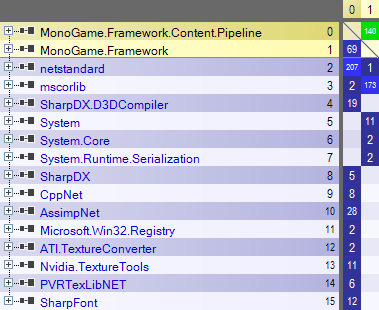 0 1
MonoGame.Framework.Content.Pipeline 0 140
MonoGame.Framework 1 69
netstandard 2 207 1
mscorlib 3 2 173
SharpDX.D3DCompiler 4 19
System 5 11
System.Core 6 2
System.Runtime.Serialization 7 2
SharpDX 8 5
CppNet 9 8
AssimpNet 10 28
Microsoft.Win32.Registry 11 2
ATI.TextureConverter 12 2
Nvidia.TextureTools 13 11
PVRTexLibNET 14 6
SharpFont 15 12